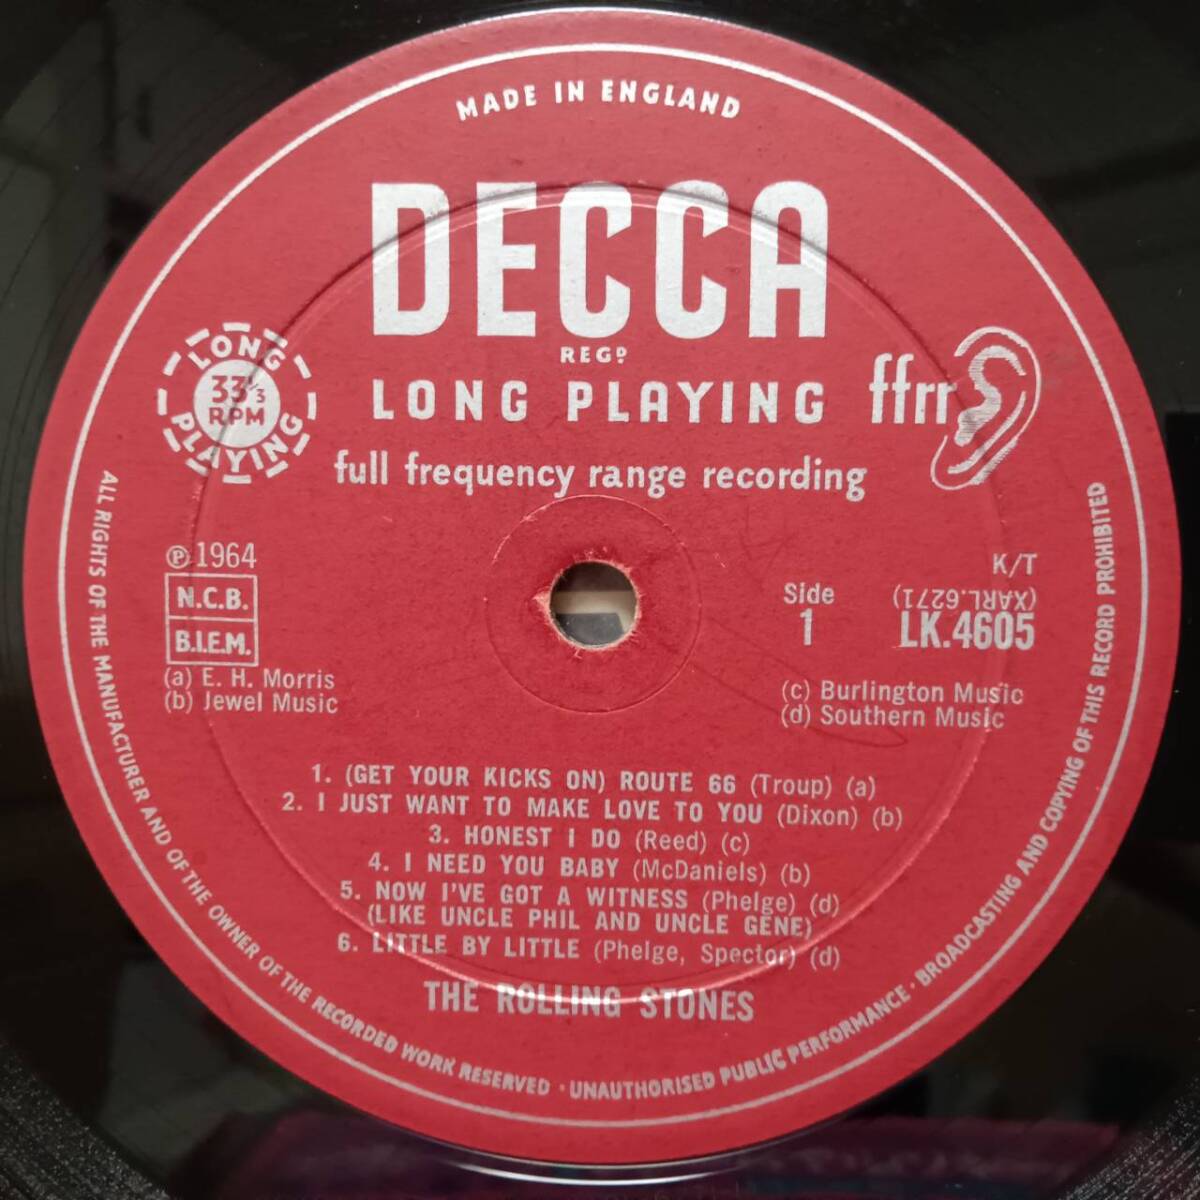 MADE IN ENGLAND
DECCA
REGD
LONG PLAYING
ffrr
LONG PLAYING
33 1/3
RPM
full frequency range recording
℗ 1964
N.C.B.
B.I.E.M.
(a) E. H. Morris
(b) Jewel Music
K/T
Side
1
(XARL.6271)
LK.4605
(c) Burlington Music
(d) Southern Music
1. (GET YOUR KICKS ON) ROUTE 66 (Troup) (a)
2. I JUST WANT TO MAKE LOVE TO YOU (Dixon) (b)
3. HONEST I DO (Reed) (c)
4. I NEED YOU BABY (McDaniels) (b)
5. NOW I'VE GOT A WITNESS (Phelge) (d)
(LIKE UNCLE PHIL AND UNCLE GENE)
6. LITTLE BY LITTLE (Phelge, Spector) (d)
THE ROLLING STONES
ALL RIGHTS OF THE MANUFACTURER AND OF THE OWNER OF THE RECORDED WORK RESERVED · UNAUTHORISED PUBLIC PERFORMANCE · BROADCASTING AND COPYING OF THIS RECORD PROHIBITED